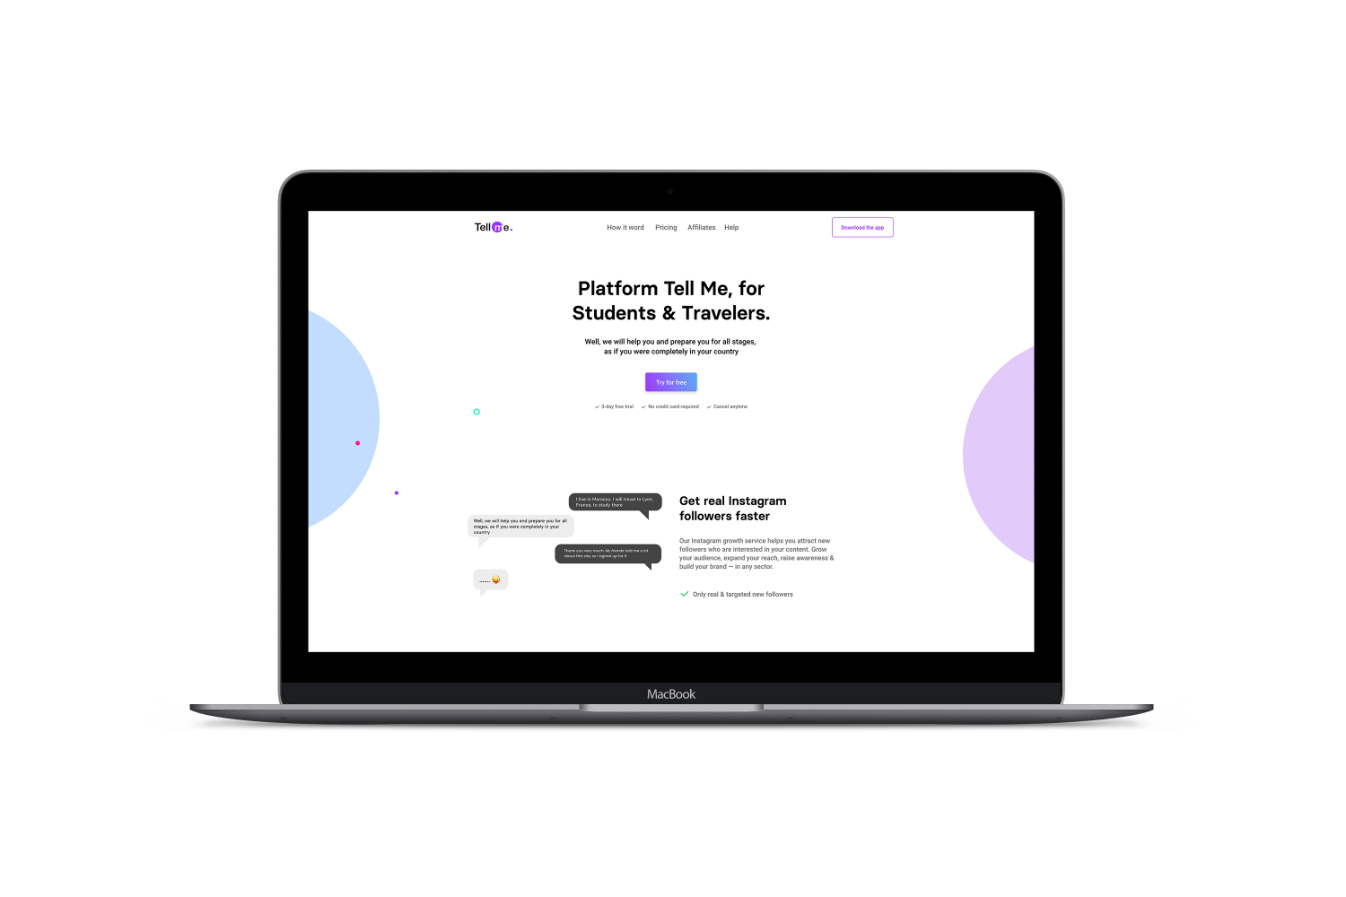 Tell me.
How it word Pricing Affiliates Help
Download the app
Platform Tell Me, for
Students & Travelers.
Well, we will help you and prepare you for all stages,
as if you were completely in your country
Try for free
3-day free trial No credit card required Cancel anytime
I live in Morocco, I will travel to Lyon,
France, to study there
Well, we will help you and prepare you for all
stages, as if you were completely in your
country
Thank you very much, My friends told me a lot
about this site, so I signed up for it
......
Get real Instagram
followers faster
Our Instagram growth service helps you attract new
followers who are interested in your content. Grow
your audience, expand your reach, raise awareness &
build your brand — in any sector.
Only real & targeted new followers
MacBook